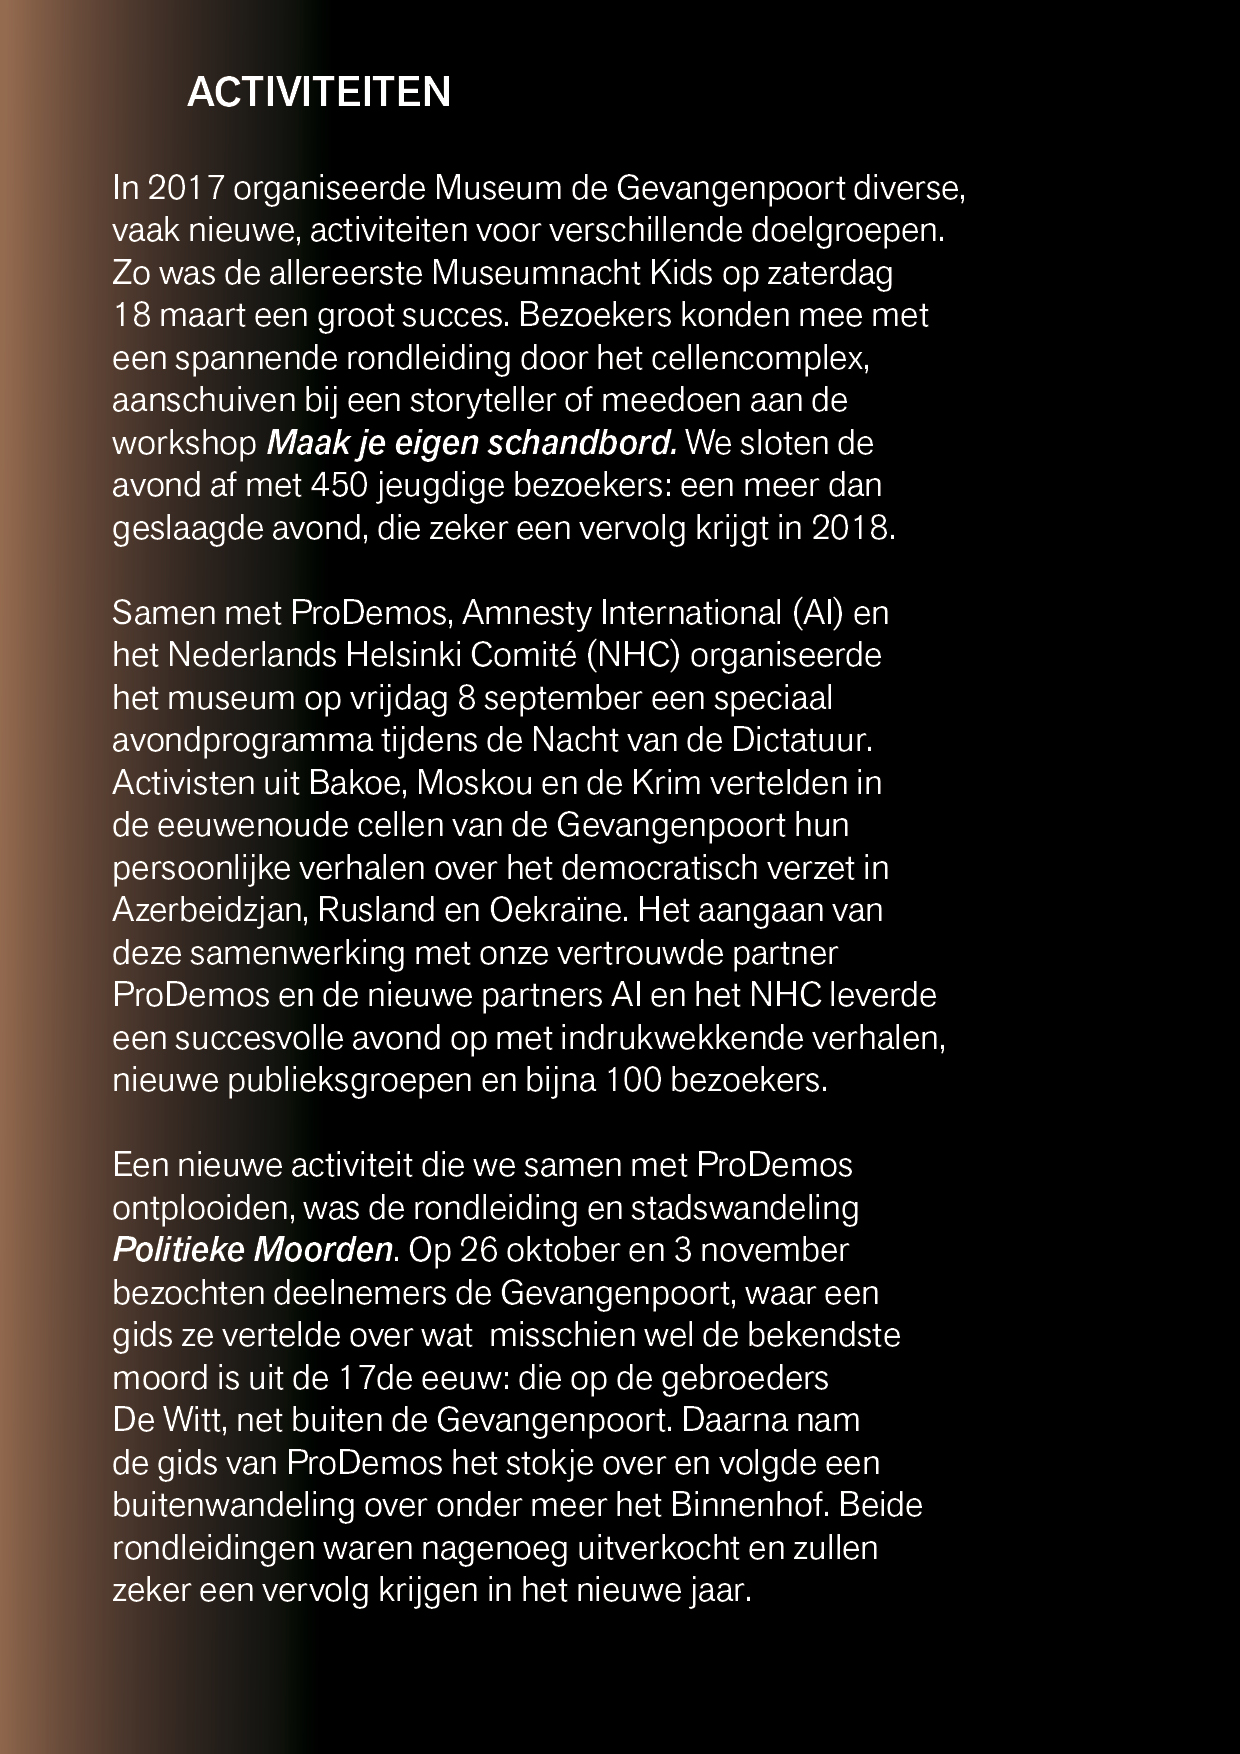 ACTIVITEITEN
In 2017 organiseerde Museum de Gevangenpoort diverse,
vaak nieuwe, activiteiten voor verschillende doelgroepen.
Zo was de allereerste Museumnacht Kids op zaterdag
18 maart een groot succes. Bezoekers konden mee met
een spannende rondleiding door het cellencomplex,
aanschuiven bij een storyteller of meedoen aan de
workshop Maak je eigen schandbord. We sloten de
avond af met 450 jeugdige bezoekers: een meer dan
geslaagde avond, die zeker een vervolg krijgt in 2018.
Samen met ProDemos, Amnesty International (AI) en
het Nederlands Helsinki Comité (NHC) organiseerde
het museum op vrijdag 8 september een speciaal
avondprogramma tijdens de Nacht van de Dictatuur.
Activisten uit Bakoe, Moskou en de Krim vertelden in
de eeuwenoude cellen van de Gevangenpoort hun
persoonlijke verhalen over het democratisch verzet in
Azerbeidzjan, Rusland en Oekraïne. Het aangaan van
deze samenwerking met onze vertrouwde partner
ProDemos en de nieuwe partners AI en het NHC leverde
een succesvolle avond op met indrukwekkende verhalen,
nieuwe publieksgroepen en bijna 100 bezoekers.
Een nieuwe activiteit die we samen met ProDemos
ontplooiden, was de rondleiding en stadswandeling
Politieke Moorden. Op 26 oktober en 3 november
bezochten deelnemers de Gevangenpoort, waar een
gids ze vertelde over wat  misschien wel de bekendste
moord is uit de 17de eeuw: die op de gebroeders
De Witt, net buiten de Gevangenpoort. Daarna nam
de gids van ProDemos het stokje over en volgde een
buitenwandeling over onder meer het Binnenhof. Beide
rondleidingen waren nagenoeg uitverkocht en zullen
zeker een vervolg krijgen in het nieuwe jaar.